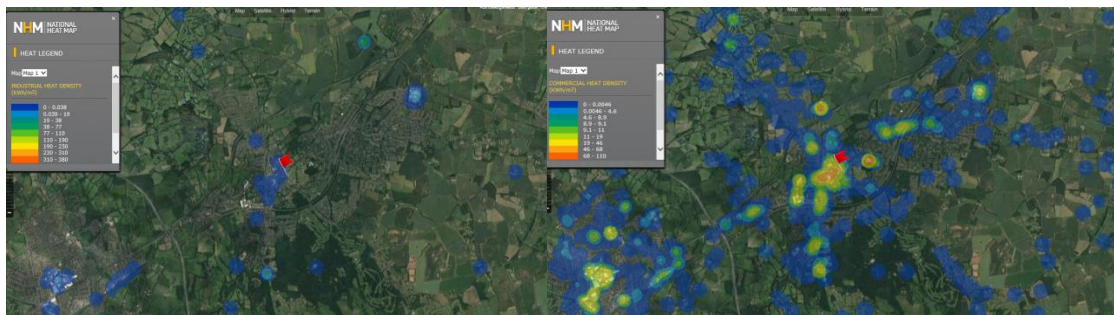 Map Satellite Hybrid Terrain
NHM NATIONAL HEAT MAP
HEAT LEGEND
Map Map 1
INDUSTRIAL HEAT DENSITY
(kWh/m2)
0 - 0.038
0.038 - 19
19 - 38
38 - 77
77 - 110
110 - 190
190 - 230
230 - 310
310 - 380
Map Satellite Hybrid Terrain
NHM NATIONAL HEAT MAP
HEAT LEGEND
Map Map 1
COMMERCIAL HEAT DENSITY
(kWh/m2)
0 - 0.0046
0.0046 - 4.6
4.6 - 8.9
8.9 - 9.1
9.1 - 11
11 - 19
19 - 46
46 - 68
68 - 110